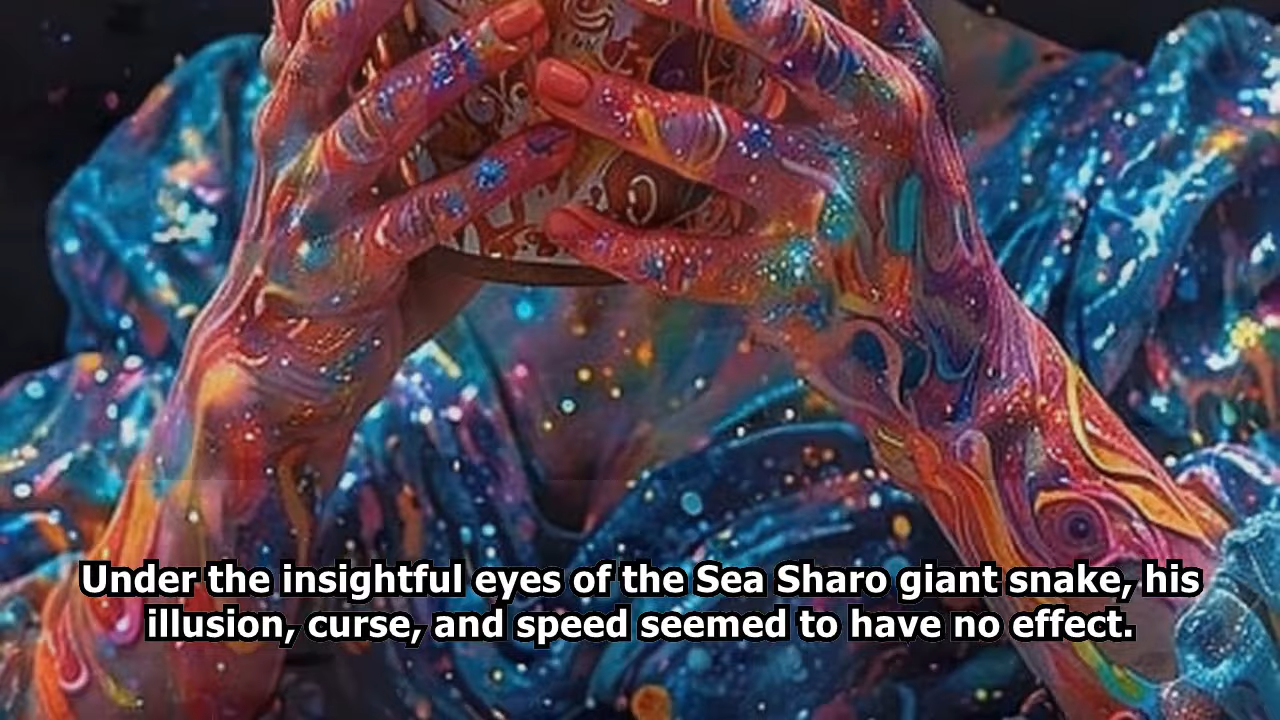 Under the insightful eyes of the Sea Sharo giant snake, his
illusion, curse, and speed seemed to have no effect.